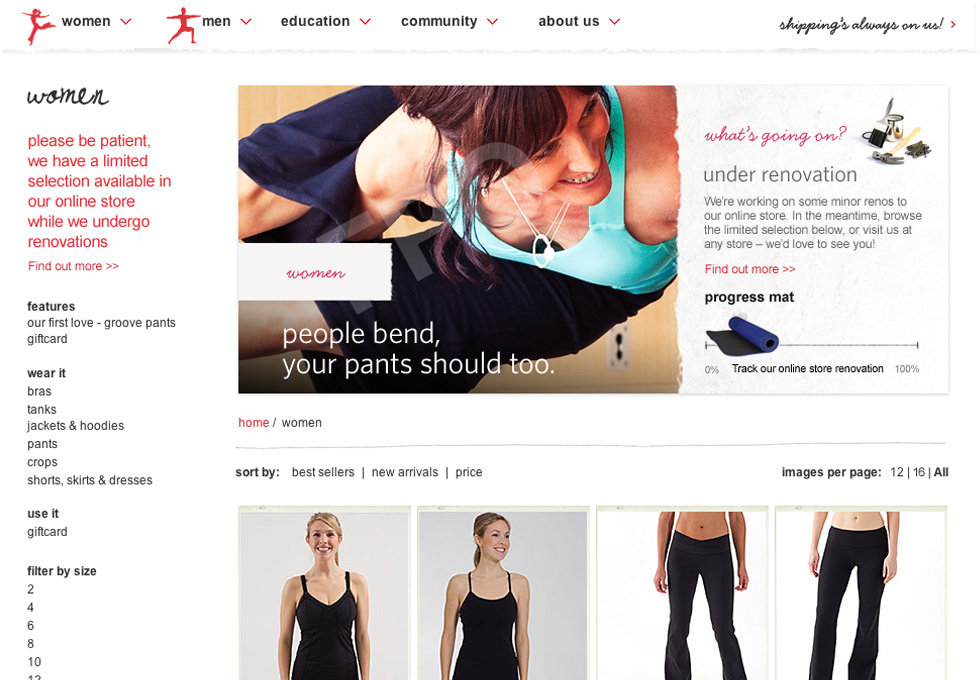 women
men
education
community
about us
shipping's always on us! >
women
please be patient,
we have a limited
selection available in
our online store
while we undergo
renovations
Find out more >>
features
our first love - groove pants
giftcard
wear it
bras
tanks
jackets & hoodies
pants
crops
shorts, skirts & dresses
use it
giftcard
filter by size
2
4
6
8
10
12
FPO
women
people bend,
your pants should too.
what's going on?
under renovation
We're working on some minor renos to
our online store. In the meantime, browse
the limited selection below, or visit us at
any store – we'd love to see you!
Find out more >>
progress mat
0% Track our online store renovation 100%
home / women
sort by: best sellers | new arrivals | price
images per page: 12 | 16 | All